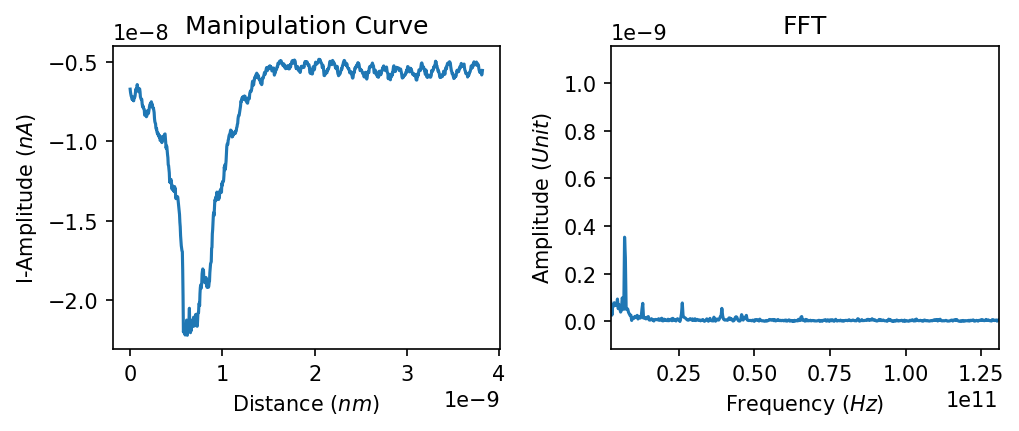 Manipulation Curve
1e−8
−0.5
−1.0
−1.5
−2.0
I-Amplitude (nA)
0
1
2
3
4
Distance (nm)
1e−9
FFT
1e−9
1.0
0.8
0.6
0.4
0.2
0.0
Amplitude (Unit)
0.25
0.50
0.75
1.00
1.25
Frequency (Hz)
1e11